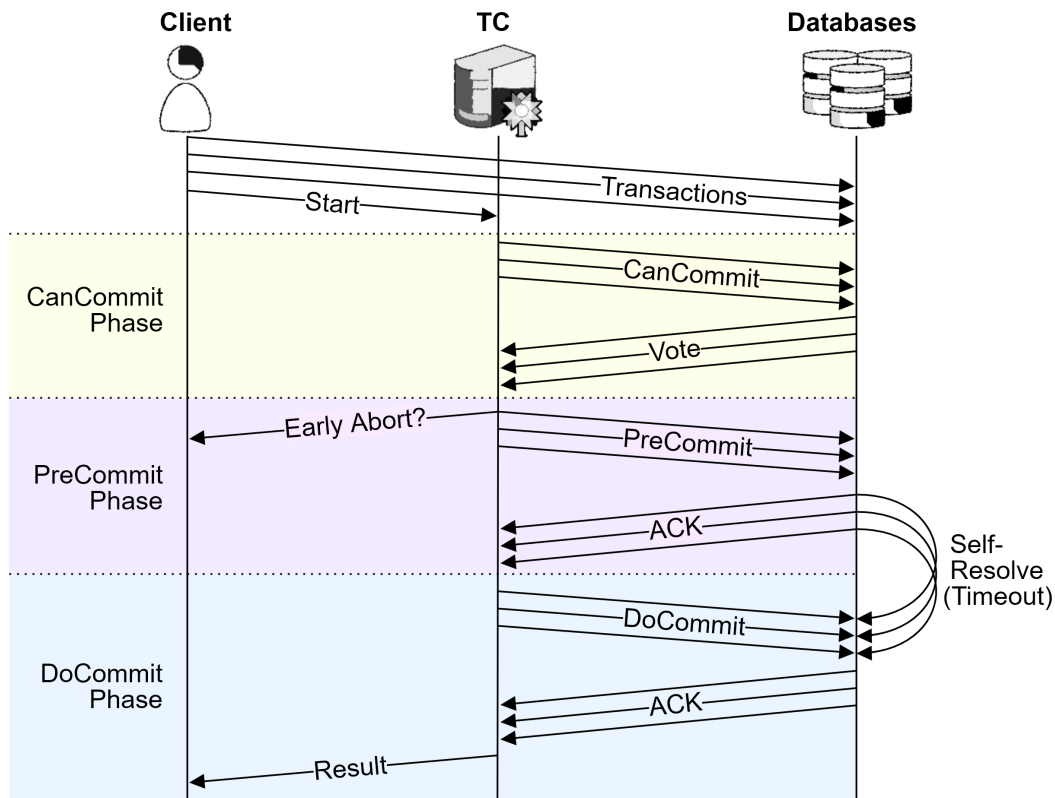 Client
TC
Databases
Transactions
Start
CanCommit
Phase
CanCommit
Vote
Early Abort?
PreCommit
PreCommit
Phase
ACK
Self-
Resolve
(Timeout)
DoCommit
DoCommit
Phase
ACK
Result